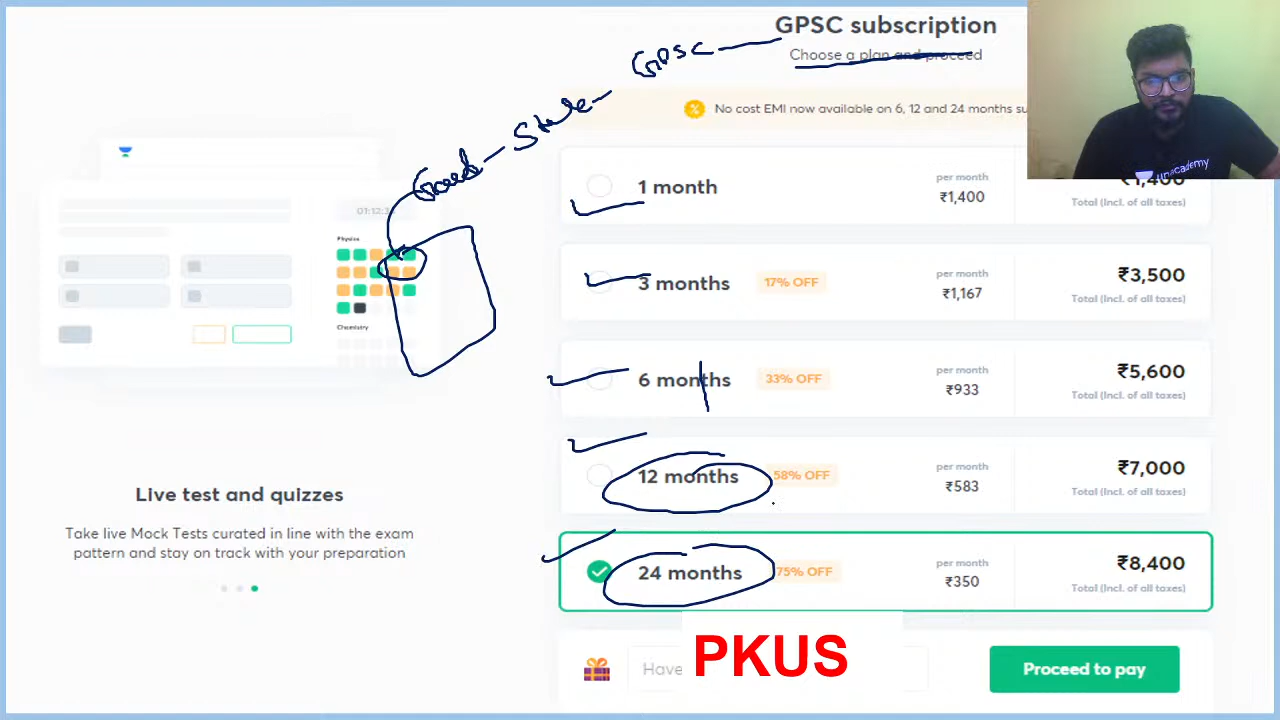 GPSC subscription
Choose a plan and proceed
GPSC
State
Goal
No cost EMI now available on 6, 12 and 24 months su
unacademy
1 month
per month
₹1,400
₹1,400
Total (Incl. of all taxes)
3 months
17% OFF
per month
₹1,167
₹3,500
Total (Incl. of all taxes)
6 months
33% OFF
per month
₹933
₹5,600
Total (Incl. of all taxes)
12 months
58% OFF
per month
₹583
₹7,000
Total (Incl. of all taxes)
24 months
75% OFF
per month
₹350
₹8,400
Total (Incl. of all taxes)
Have
PKUS
Proceed to pay
Physics
Chemistry
Live test and quizzes
Take live Mock Tests curated in line with the exam
pattern and stay on track with your preparation